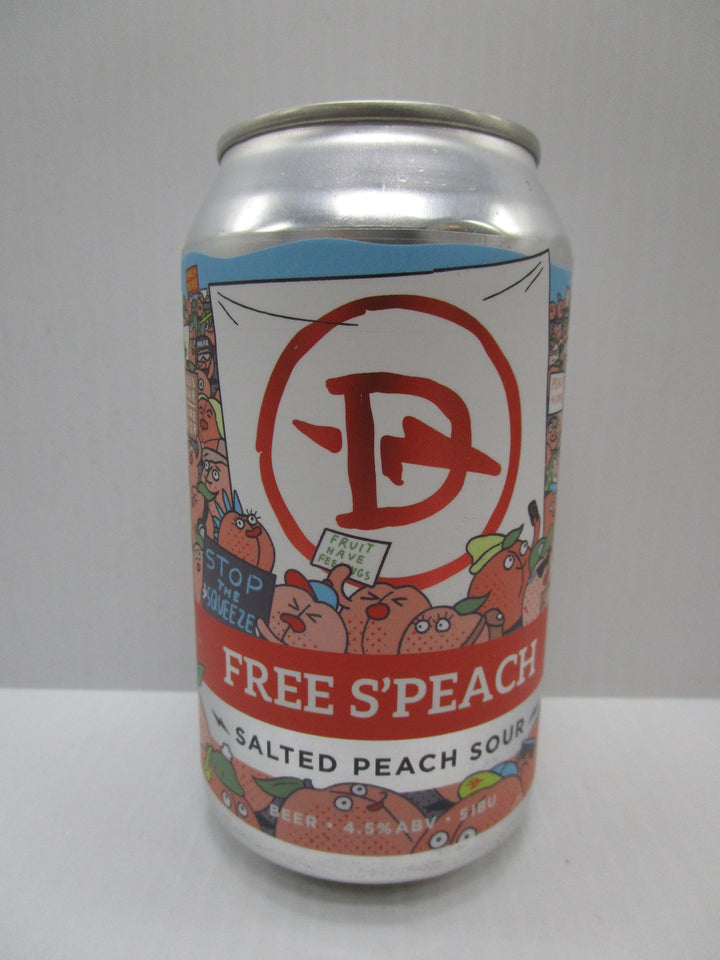 D
FRUIT
HAVE
FEELINGS
STOP
THE
SQUEEZE
FREE S'PEACH
SALTED PEACH SOUR
BEER • 4.5% ABV • 5 IBU